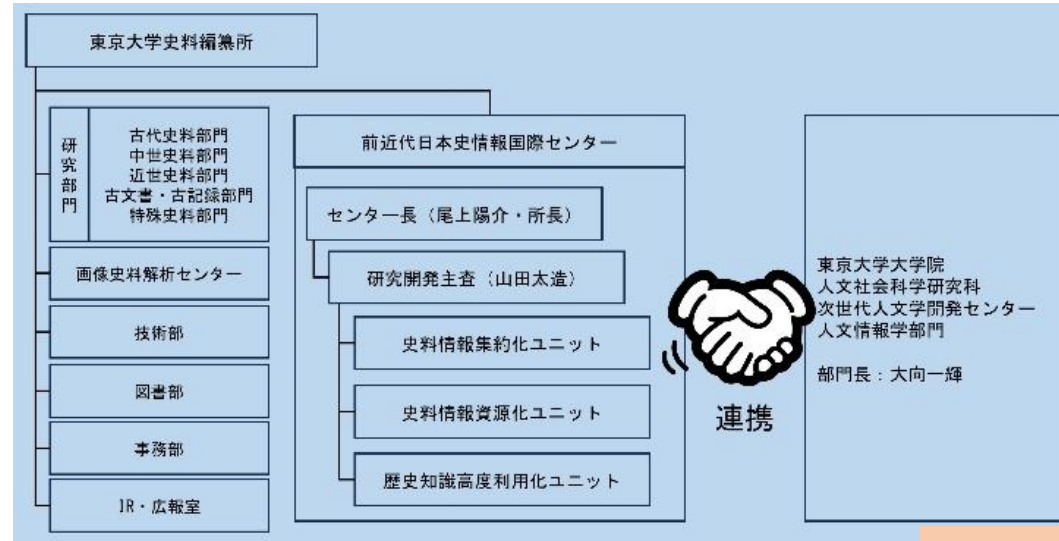 東京大学史料編纂所
研究部門
古代史料部門
中世史料部門
近世史料部門
古文書・古記録部門
特殊史料部門
画像史料解析センター
技術部
図書部
事務部
IR・広報室
前近代日本史情報国際センター
センター長（尾上陽介・所長）
研究開発主査（山田太造）
史料情報集約化ユニット
史料情報資源化ユニット
歴史知識高度利用化ユニット
連携
東京大学大学院
人文社会科学研究科
次世代人文学開発センター
人文情報学部門
部門長：大向一輝